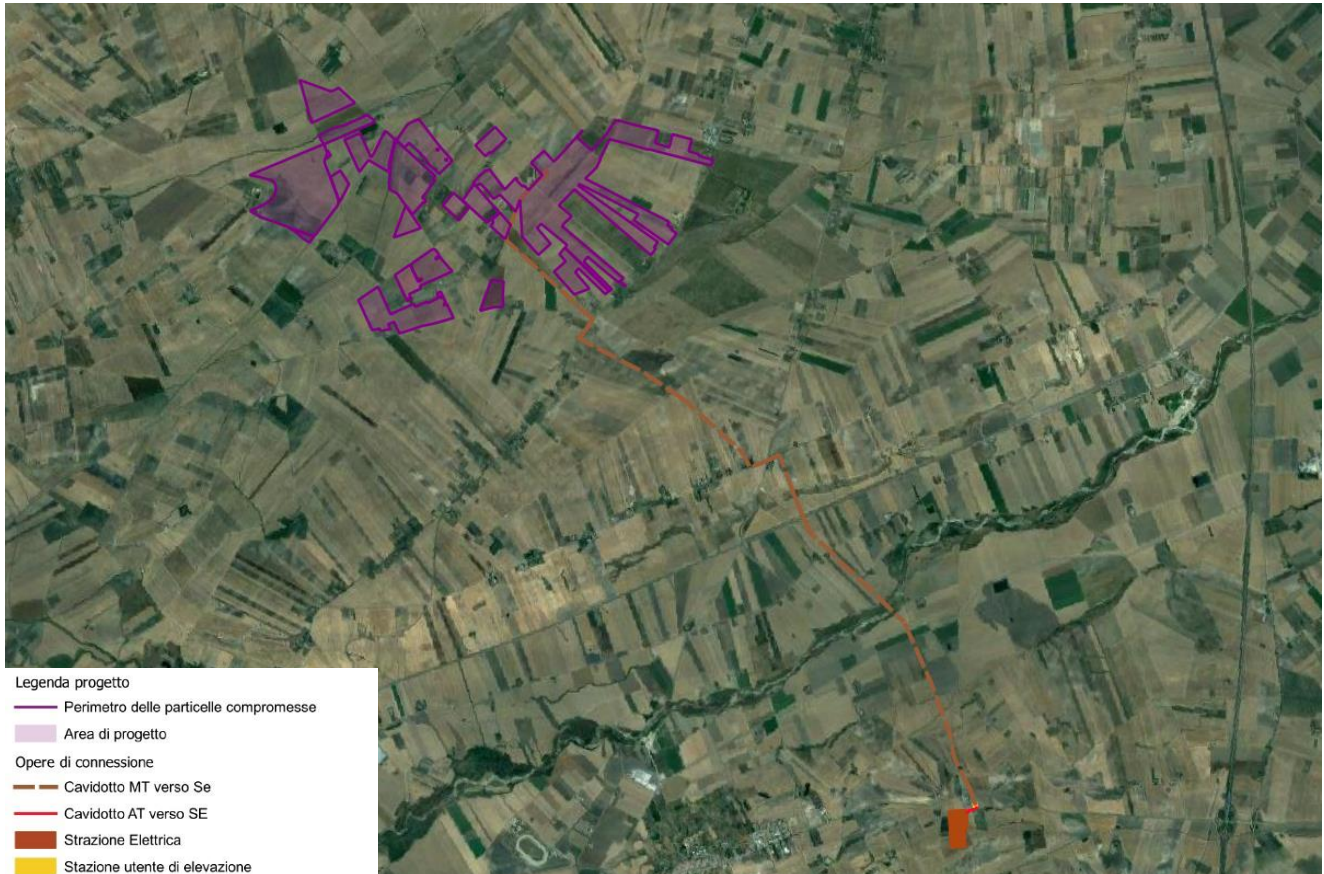 Legenda progetto
Perimetro delle particelle compromesse
Area di progetto
Opere di connessione
Cavidotto MT verso Se
Cavidotto AT verso SE
Strazione Elettrica
Stazione utente di elevazione